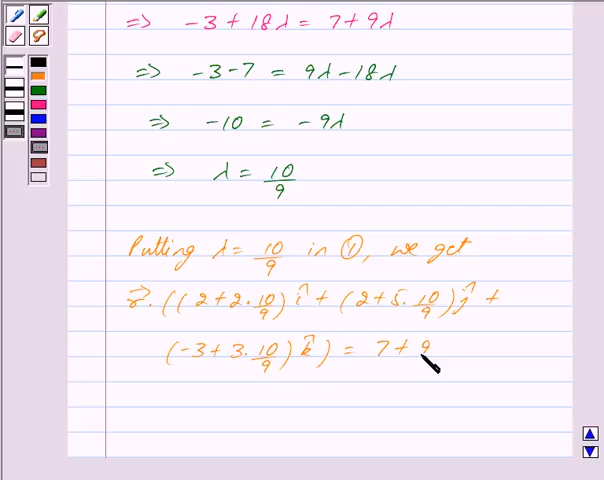 ⇒ -3 + 18λ = 7 + 9λ
⇒ -3 - 7 = 9λ - 18λ
⇒ -10 = -9λ
⇒ λ = 10/9
Putting λ = 10/9 in ①, we get
r⃗. ((2 + 2 · 10/9) î + (2 + 5 · 10/9) ĵ +
(-3 + 3 · 10/9) k̂) = 7 + 9